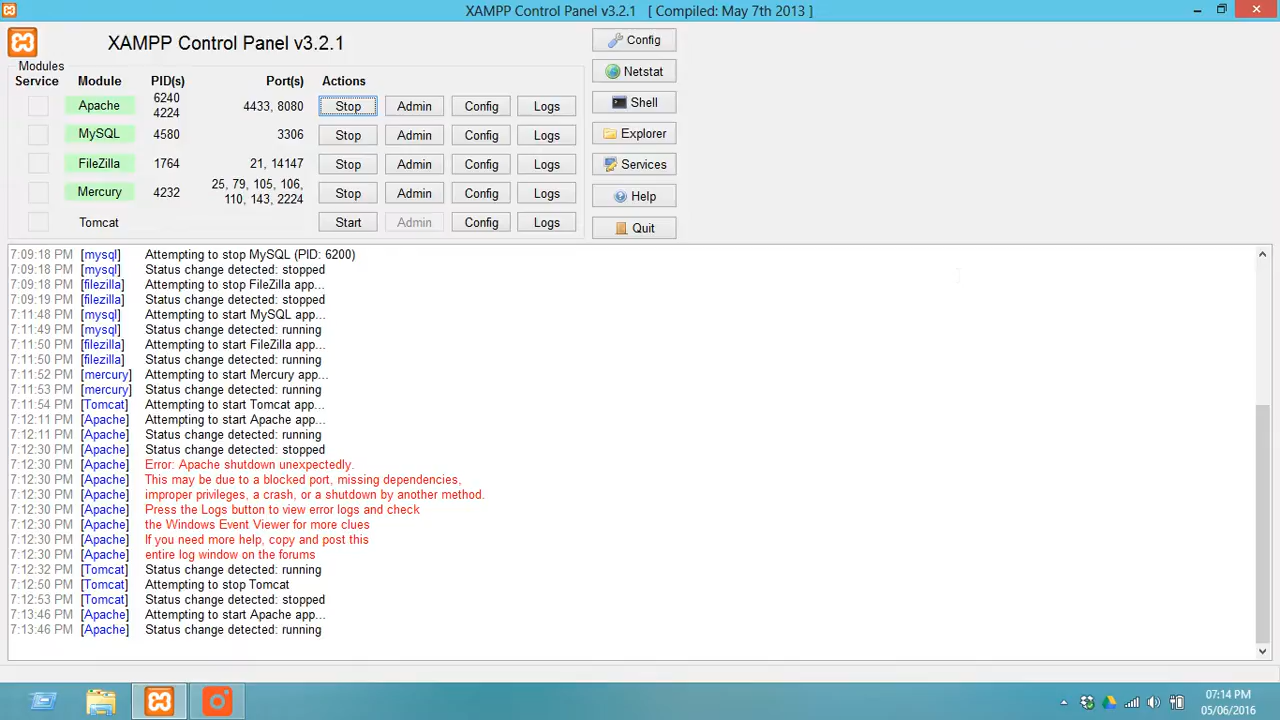 XAMPP Control Panel v3.2.1 [ Compiled: May 7th 2013 ]
XAMPP Control Panel v3.2.1
Config
Modules
Service Module PID(s) Port(s) Actions
Netstat
Apache 6240 4224 4433, 8080 Stop Admin Config Logs
Shell
MySQL 4580 3306 Stop Admin Config Logs
Explorer
FileZilla 1764 21, 14147 Stop Admin Config Logs
Services
Mercury 4232 25, 79, 105, 106, 110, 143, 2224 Stop Admin Config Logs
Help
Tomcat Start Admin Config Logs
Quit
7:09:18 PM [mysql] Attempting to stop MySQL (PID: 6200)
7:09:18 PM [mysql] Status change detected: stopped
7:09:18 PM [filezilla] Attempting to stop FileZilla app...
7:09:19 PM [filezilla] Status change detected: stopped
7:11:48 PM [mysql] Attempting to start MySQL app...
7:11:49 PM [mysql] Status change detected: running
7:11:50 PM [filezilla] Attempting to start FileZilla app...
7:11:50 PM [filezilla] Status change detected: running
7:11:52 PM [mercury] Attempting to start Mercury app...
7:11:53 PM [mercury] Status change detected: running
7:11:54 PM [Tomcat] Attempting to start Tomcat app...
7:12:11 PM [Apache] Attempting to start Apache app...
7:12:11 PM [Apache] Status change detected: running
7:12:30 PM [Apache] Status change detected: stopped
7:12:30 PM [Apache] Error: Apache shutdown unexpectedly.
7:12:30 PM [Apache] This may be due to a blocked port, missing dependencies,
7:12:30 PM [Apache] improper privileges, a crash, or a shutdown by another method.
7:12:30 PM [Apache] Press the Logs button to view error logs and check
7:12:30 PM [Apache] the Windows Event Viewer for more clues
7:12:30 PM [Apache] If you need more help, copy and post this
7:12:30 PM [Apache] entire log window on the forums
7:12:32 PM [Tomcat] Status change detected: running
7:12:50 PM [Tomcat] Attempting to stop Tomcat
7:12:53 PM [Tomcat] Status change detected: stopped
7:13:46 PM [Apache] Attempting to start Apache app...
7:13:46 PM [Apache] Status change detected: running
07:14 PM
05/06/2016